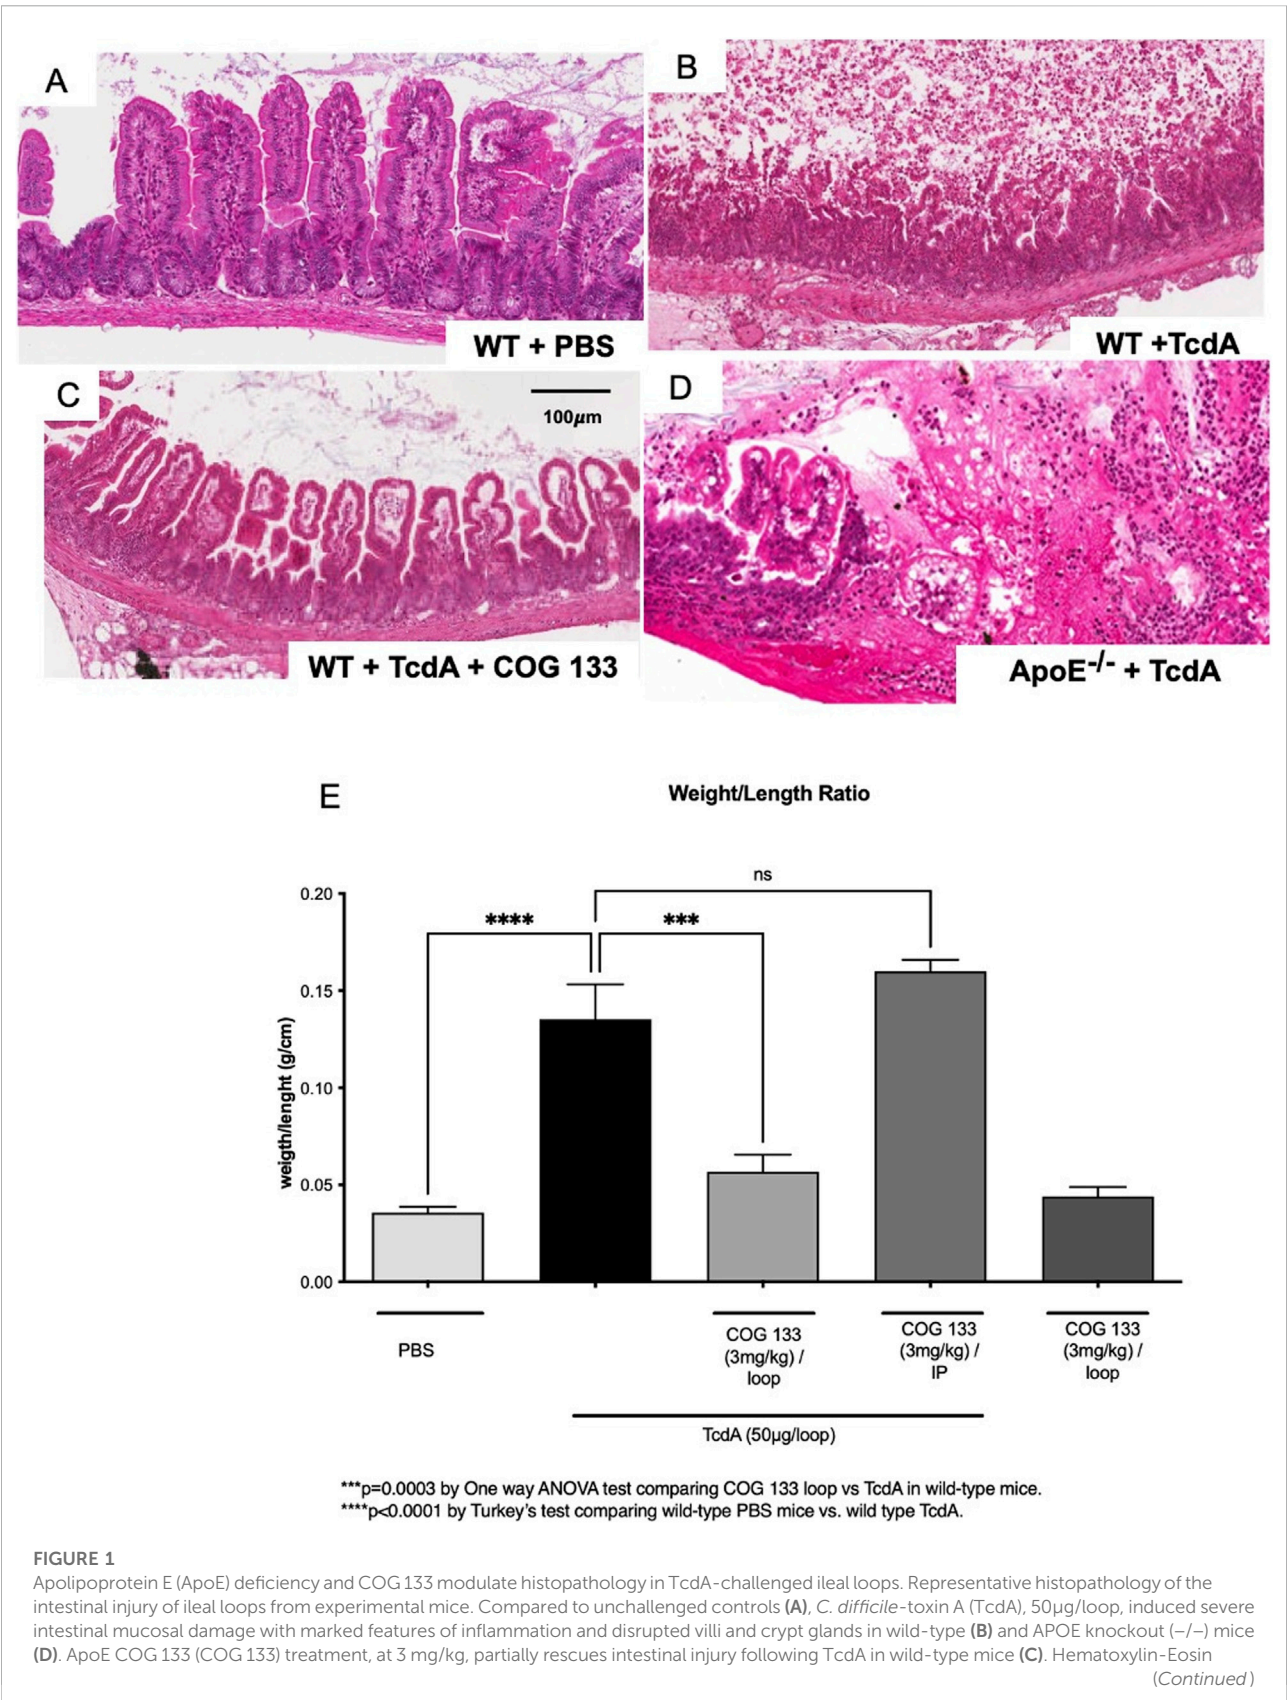 A
B
WT + PBS
WT +TcdA
C
100µm
D
WT + TcdA + COG 133
ApoE-/- + TcdA
E
Weight/Length Ratio
ns
0.20
****
***
0.15
weigth/lenght (g/cm)
0.10
0.05
0.00
PBS
COG 133
(3mg/kg) /
loop
COG 133
(3mg/kg) /
IP
COG 133
(3mg/kg) /
loop
TcdA (50µg/loop)
***p=0.0003 by One way ANOVA test comparing COG 133 loop vs TcdA in wild-type mice.
****p<0.0001 by Turkey's test comparing wild-type PBS mice vs. wild type TcdA.
FIGURE 1
Apolipoprotein E (ApoE) deficiency and COG 133 modulate histopathology in TcdA-challenged ileal loops. Representative histopathology of the
intestinal injury of ileal loops from experimental mice. Compared to unchallenged controls (A), C. difficile-toxin A (TcdA), 50µg/loop, induced severe
intestinal mucosal damage with marked features of inflammation and disrupted villi and crypt glands in wild-type (B) and APOE knockout (−/−) mice
(D). ApoE COG 133 (COG 133) treatment, at 3 mg/kg, partially rescues intestinal injury following TcdA in wild-type mice (C). Hematoxylin-Eosin
(Continued)